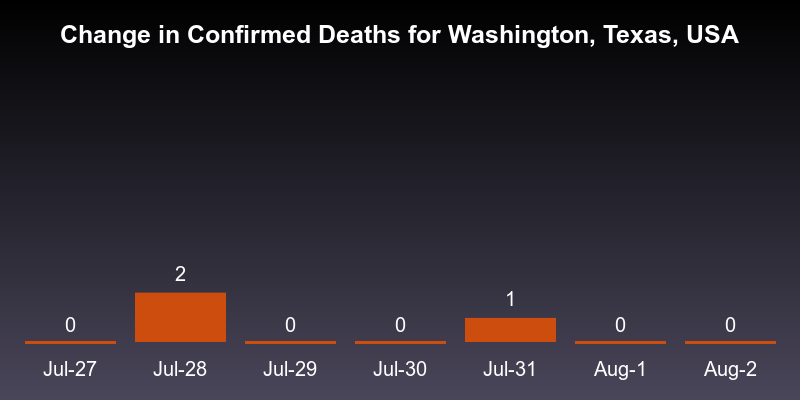 Change in Confirmed Deaths for Washington, Texas, USA
2
1
0 0 0 0 0
Jul-27 Jul-28 Jul-29 Jul-30 Jul-31 Aug-1 Aug-2